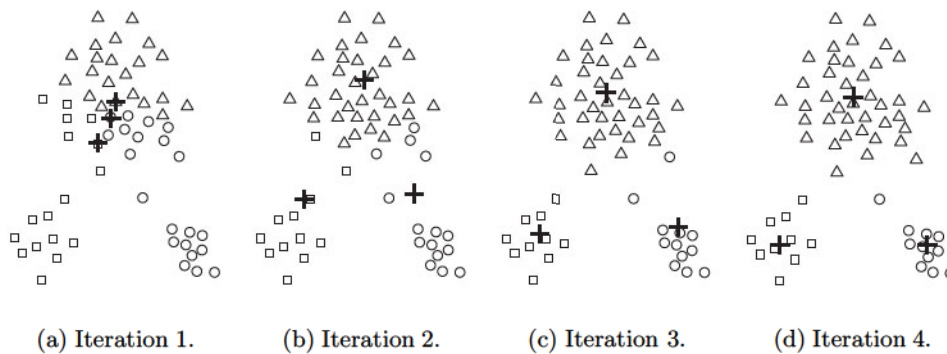 (a) Iteration 1.
(b) Iteration 2.
(c) Iteration 3.
(d) Iteration 4.